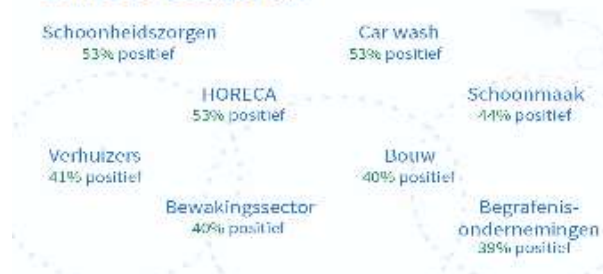 Schoonheidszorgen
53% positief
Car wash
53% positief
HORECA
53% positief
Schoonmaak
44% positief
Verhuizers
41% positief
Bouw
40% positief
Bewakingssector
40% positief
Begrafenis-
ondernemingen
39% positief